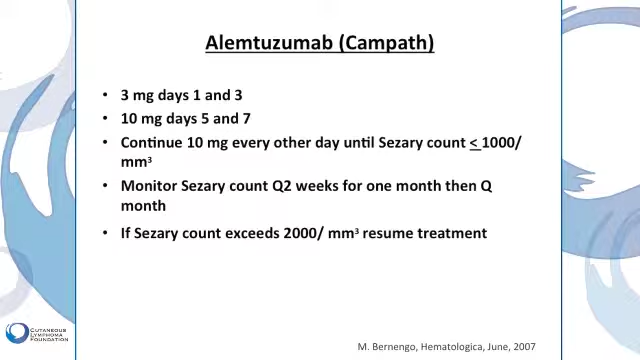 Alemtuzumab (Campath)
• 3 mg days 1 and 3
• 10 mg days 5 and 7
• Continue 10 mg every other day until Sezary count < 1000/
mm³
• Monitor Sezary count Q2 weeks for one month then Q
month
• If Sezary count exceeds 2000/ mm³ resume treatment
CUTANEOUS
LYMPHOMA
FOUNDATION
M. Bernengo, Hematologica, June, 2007